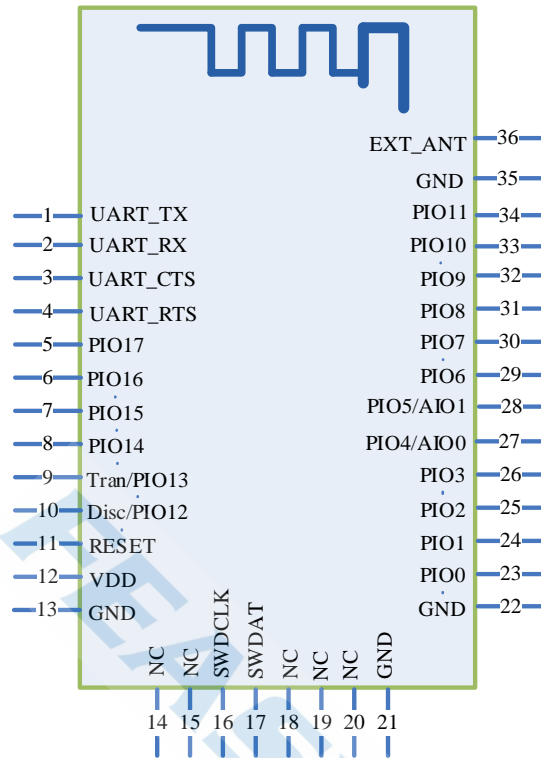 EXT_ANT 36
GND 35
1 UART_TX PIO11 34
2 UART_RX PIO10 33
3 UART_CTS PIO9 32
4 UART_RTS PIO8 31
5 PIO17 PIO7 30
6 PIO16 PIO6 29
7 PIO15 PIO5/AIO1 28
8 PIO14 PIO4/AIO0 27
9 Tran/PIO13 PIO3 26
10 Disc/PIO12 PIO2 25
11 RESET PIO1 24
12 VDD PIO0 23
13 GND GND 22
NC NC SWDCLK SWDAT NC NC NC GND
14 15 16 17 18 19 20 21